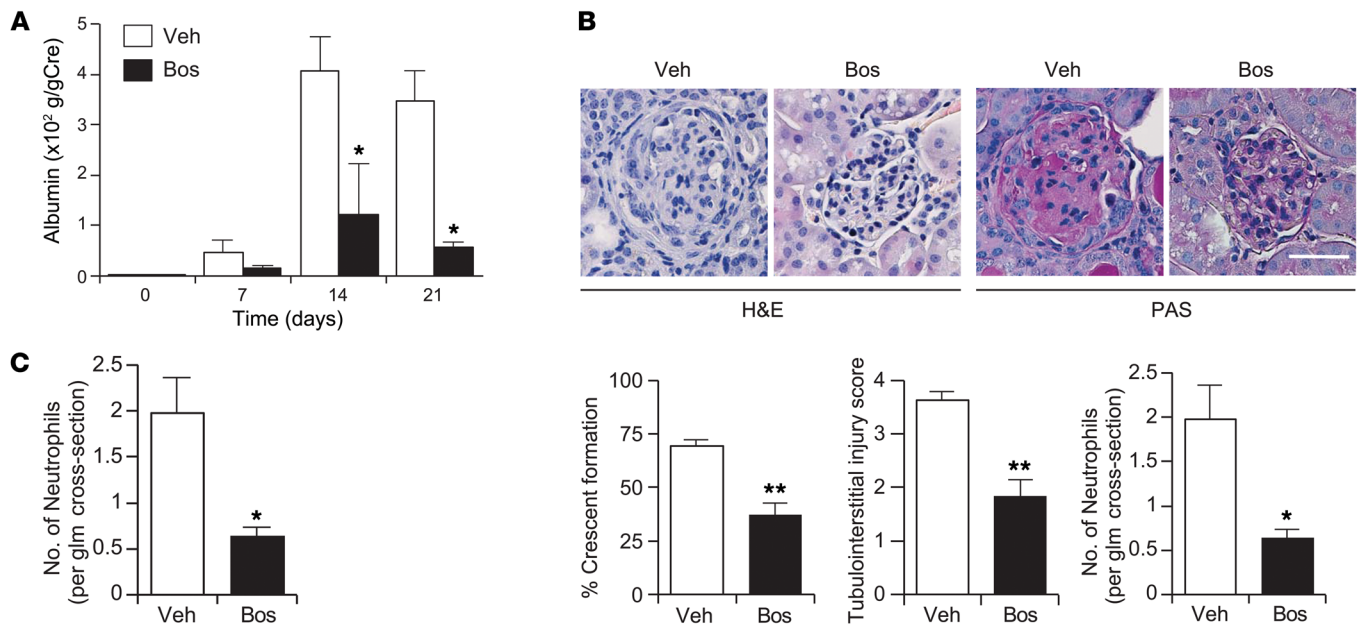 A
Albumin (x10² g/gCre)
5
4
3
2
1
0
Veh
Bos
*
*
0 7 14 21
Time (days)
B
Veh Bos Veh Bos
H&E PAS
C
No. of Neutrophils
(per glm cross-section)
2.5
2
1.5
1
0.5
0
*
Veh Bos
% Crescent formation
100
75
50
25
0
**
Veh Bos
Tubulointerstitial injury score
4
3
2
1
0
**
Veh Bos
No. of Neutrophils
(per glm cross-section)
2.5
2
1.5
1
0.5
0
*
Veh Bos